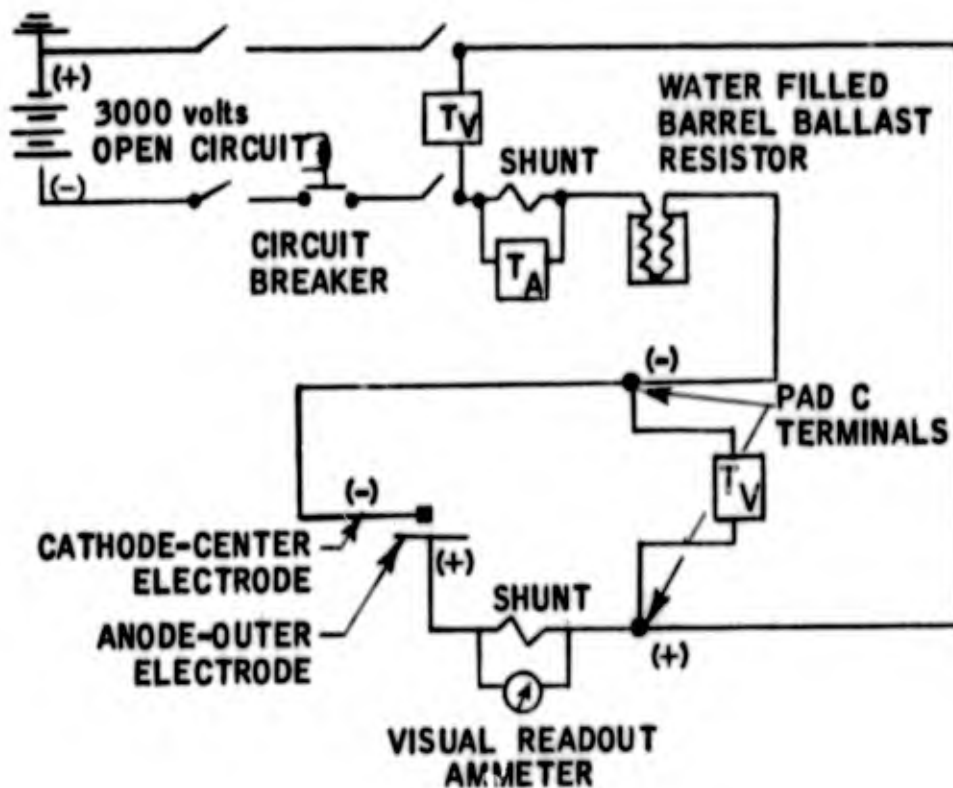 (+)
3000 volts
OPEN CIRCUIT
(-)
CIRCUIT
BREAKER
TV
SHUNT
TA
WATER FILLED
BARREL BALLAST
RESISTOR
(-)
PAD C
TERMINALS
TV
(-)
CATHODE-CENTER
ELECTRODE
(+)
ANODE-OUTER
ELECTRODE
SHUNT
(+)
VISUAL READOUT
AMMETER